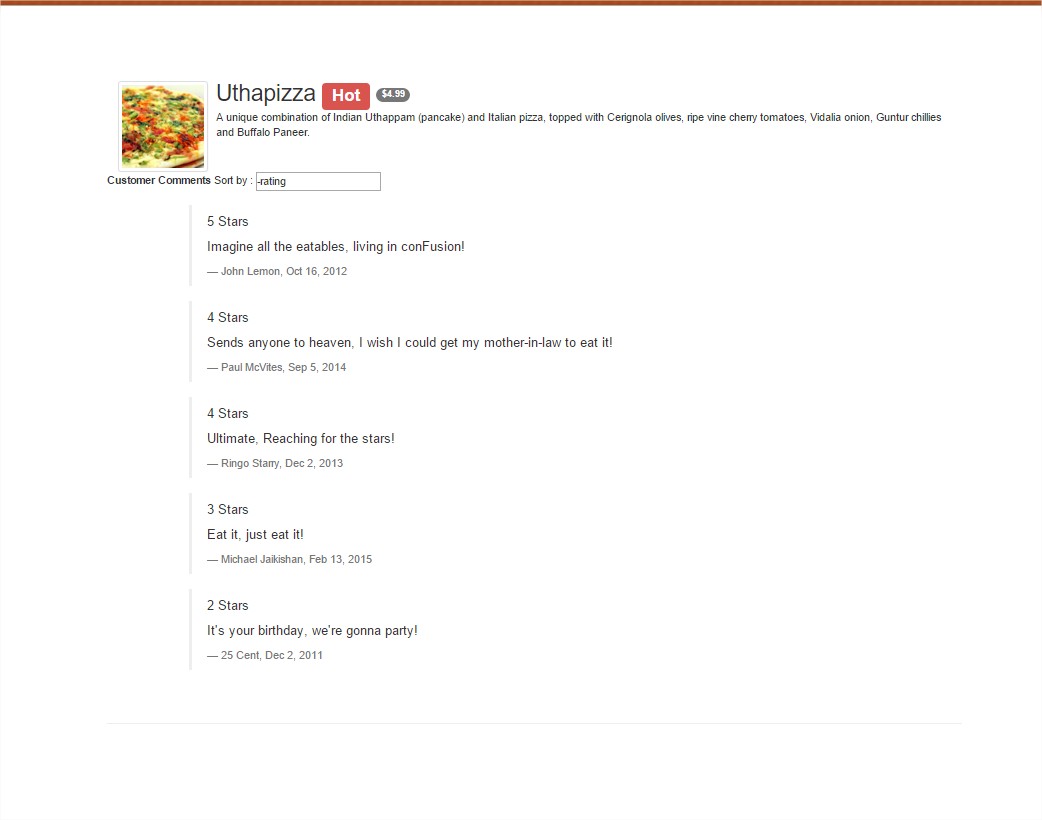 Uthapizza Hot $4.99
A unique combination of Indian Uthappam (pancake) and Italian pizza, topped with Cerignola olives, ripe vine cherry tomatoes, Vidalia onion, Guntur chillies
and Buffalo Paneer.
Customer Comments Sort by : -rating
5 Stars
Imagine all the eatables, living in conFusion!
— John Lemon, Oct 16, 2012
4 Stars
Sends anyone to heaven, I wish I could get my mother-in-law to eat it!
— Paul McVites, Sep 5, 2014
4 Stars
Ultimate, Reaching for the stars!
— Ringo Starry, Dec 2, 2013
3 Stars
Eat it, just eat it!
— Michael Jaikishan, Feb 13, 2015
2 Stars
It's your birthday, we're gonna party!
— 25 Cent, Dec 2, 2011